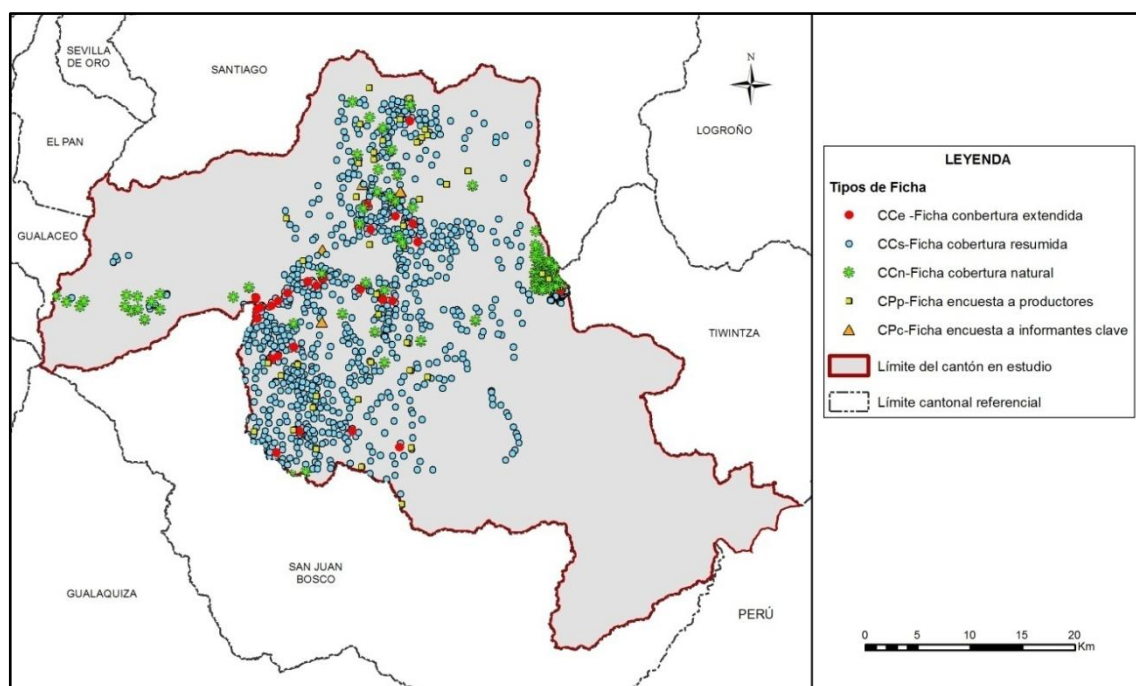 SEVILLA
DE ORO
SANTIAGO
N
EL PAN
LOGROÑO
GUALACEO
TIWINTZA
SAN JUAN
BOSCO
GUALAQUIZA
PERÚ
LEYENDA
Tipos de Ficha
CCe -Ficha conbertura extendida
CCs-Ficha cobertura resumida
CCn-Ficha cobertura natural
CPp-Ficha encuesta a productores
CPc-Ficha encuesta a informantes clave
Límite del cantón en estudio
Límite cantonal referencial
0 5 10 15 20
Km